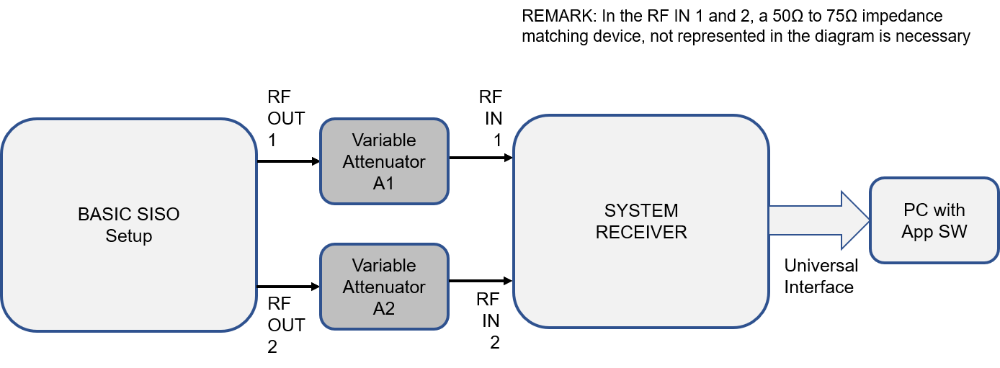 REMARK: In the RF IN 1 and 2, a 50Ω to 75Ω impedance
matching device, not represented in the diagram is necessary
RF
OUT
1
RF
IN
1
Variable
Attenuator
A1
BASIC SISO
Setup
SYSTEM
RECEIVER
PC with
App SW
Variable
Attenuator
A2
Universal
Interface
RF
OUT
2
RF
IN
2